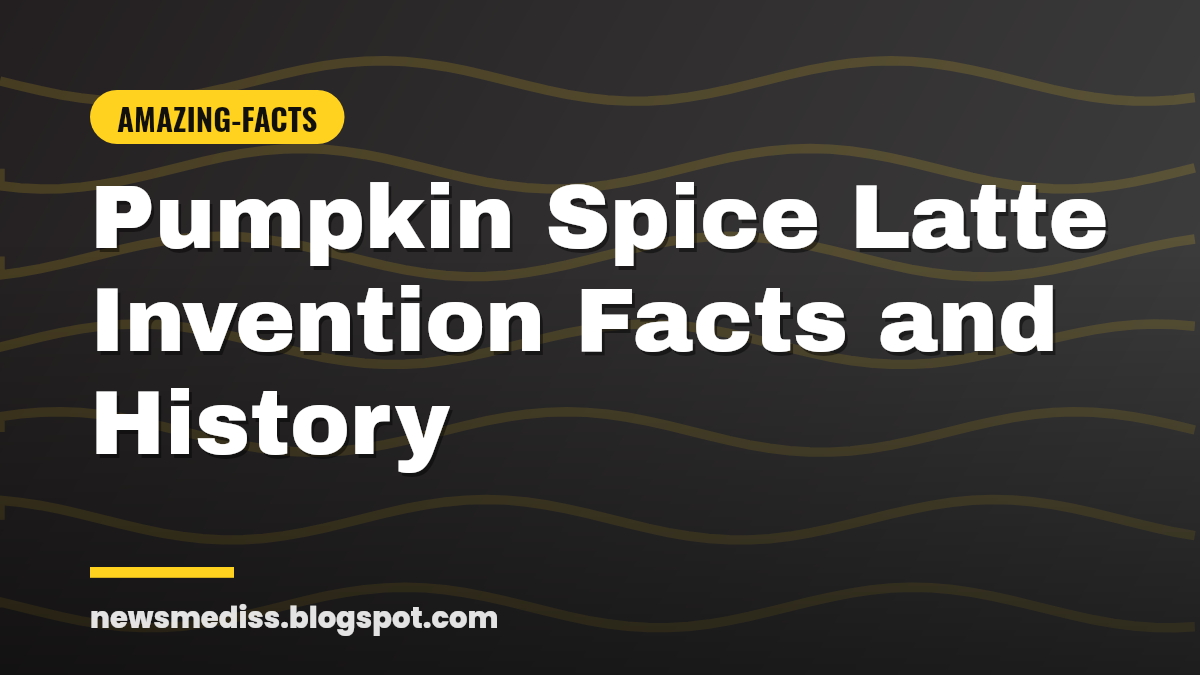 AMAZING-FACTS
Pumpkin Spice Latte
Invention Facts and
History
newsmediss.blogspot.com